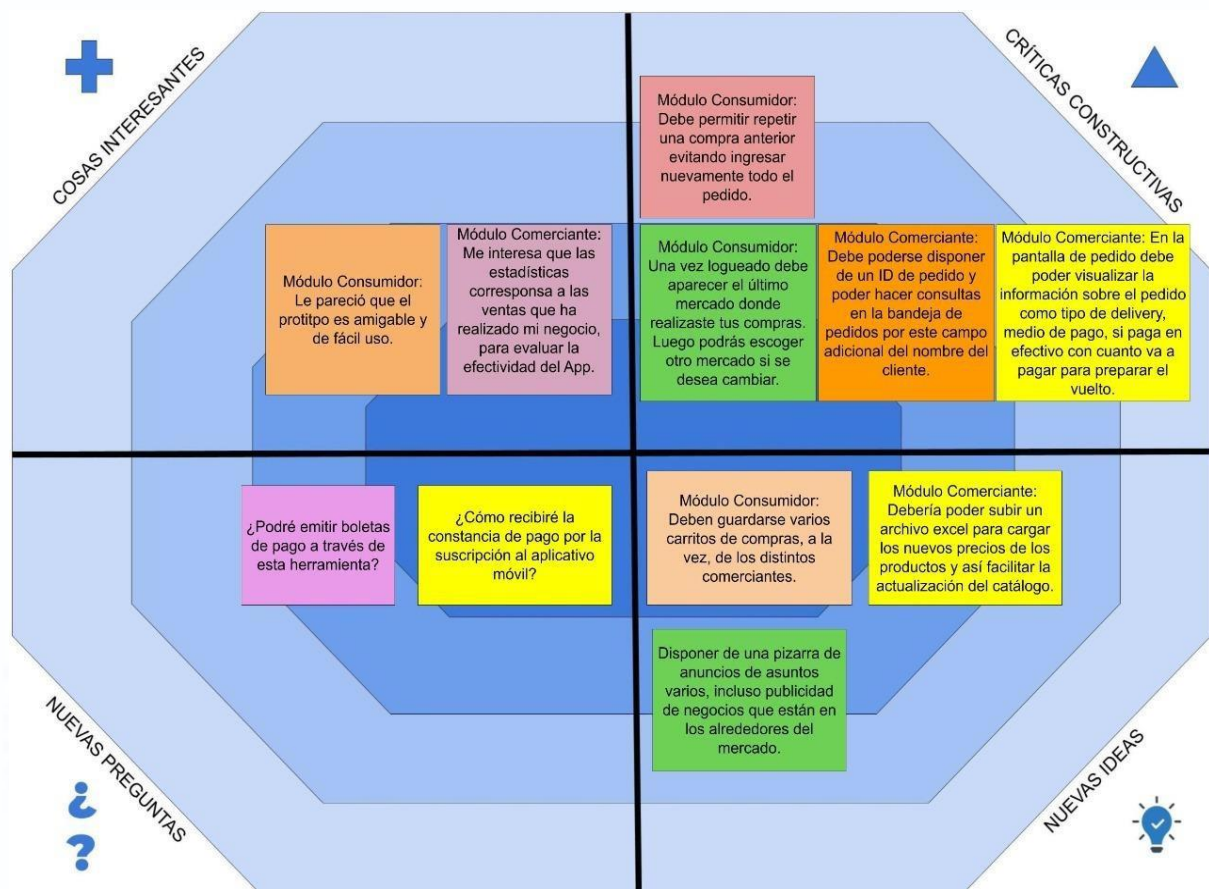 COSAS INTERESANTES
CRÍTICAS CONSTRUCTIVAS
Módulo Consumidor:
Debe permitir repetir
una compra anterior
evitando ingresar
nuevamente todo el
pedido.
Módulo Consumidor:
Le pareció que el
protitpo es amigable y
de fácil uso.
Módulo Comerciante:
Me interesa que las
estadísticas
corresponsa a las
ventas que ha
realizado mi negocio,
para evaluar la
efectividad del App.
Módulo Consumidor:
Una vez logueado debe
aparecer el último
mercado donde
realizaste tus compras.
Luego podrás escoger
otro mercado si se
desea cambiar.
Módulo Comerciante:
Debe poderse disponer
de un ID de pedido y
poder hacer consultas
en la bandeja de
pedidos por este campo
adicional del nombre del
cliente.
Módulo Comerciante: En la
pantalla de pedido debe
poder visualizar la
información sobre el pedido
como tipo de delivery,
medio de pago, si paga en
efectivo con cuanto va a
pagar para preparar el
vuelto.
¿Podré emitir boletas
de pago a través de
esta herramienta?
¿Cómo recibiré la
constancia de pago por la
suscripción al aplicativo
móvil?
Módulo Consumidor:
Deben guardarse varios
carritos de compras, a la
vez, de los distintos
comerciantes.
Módulo Comerciante:
Debería poder subir un
archivo excel para cargar
los nuevos precios de los
productos y así facilitar la
actualización del catálogo.
Disponer de una pizarra de
anuncios de asuntos
varios, incluso publicidad
de negocios que están en
los alrededores del
mercado.
NUEVAS PREGUNTAS
¿
?
NUEVAS IDEAS